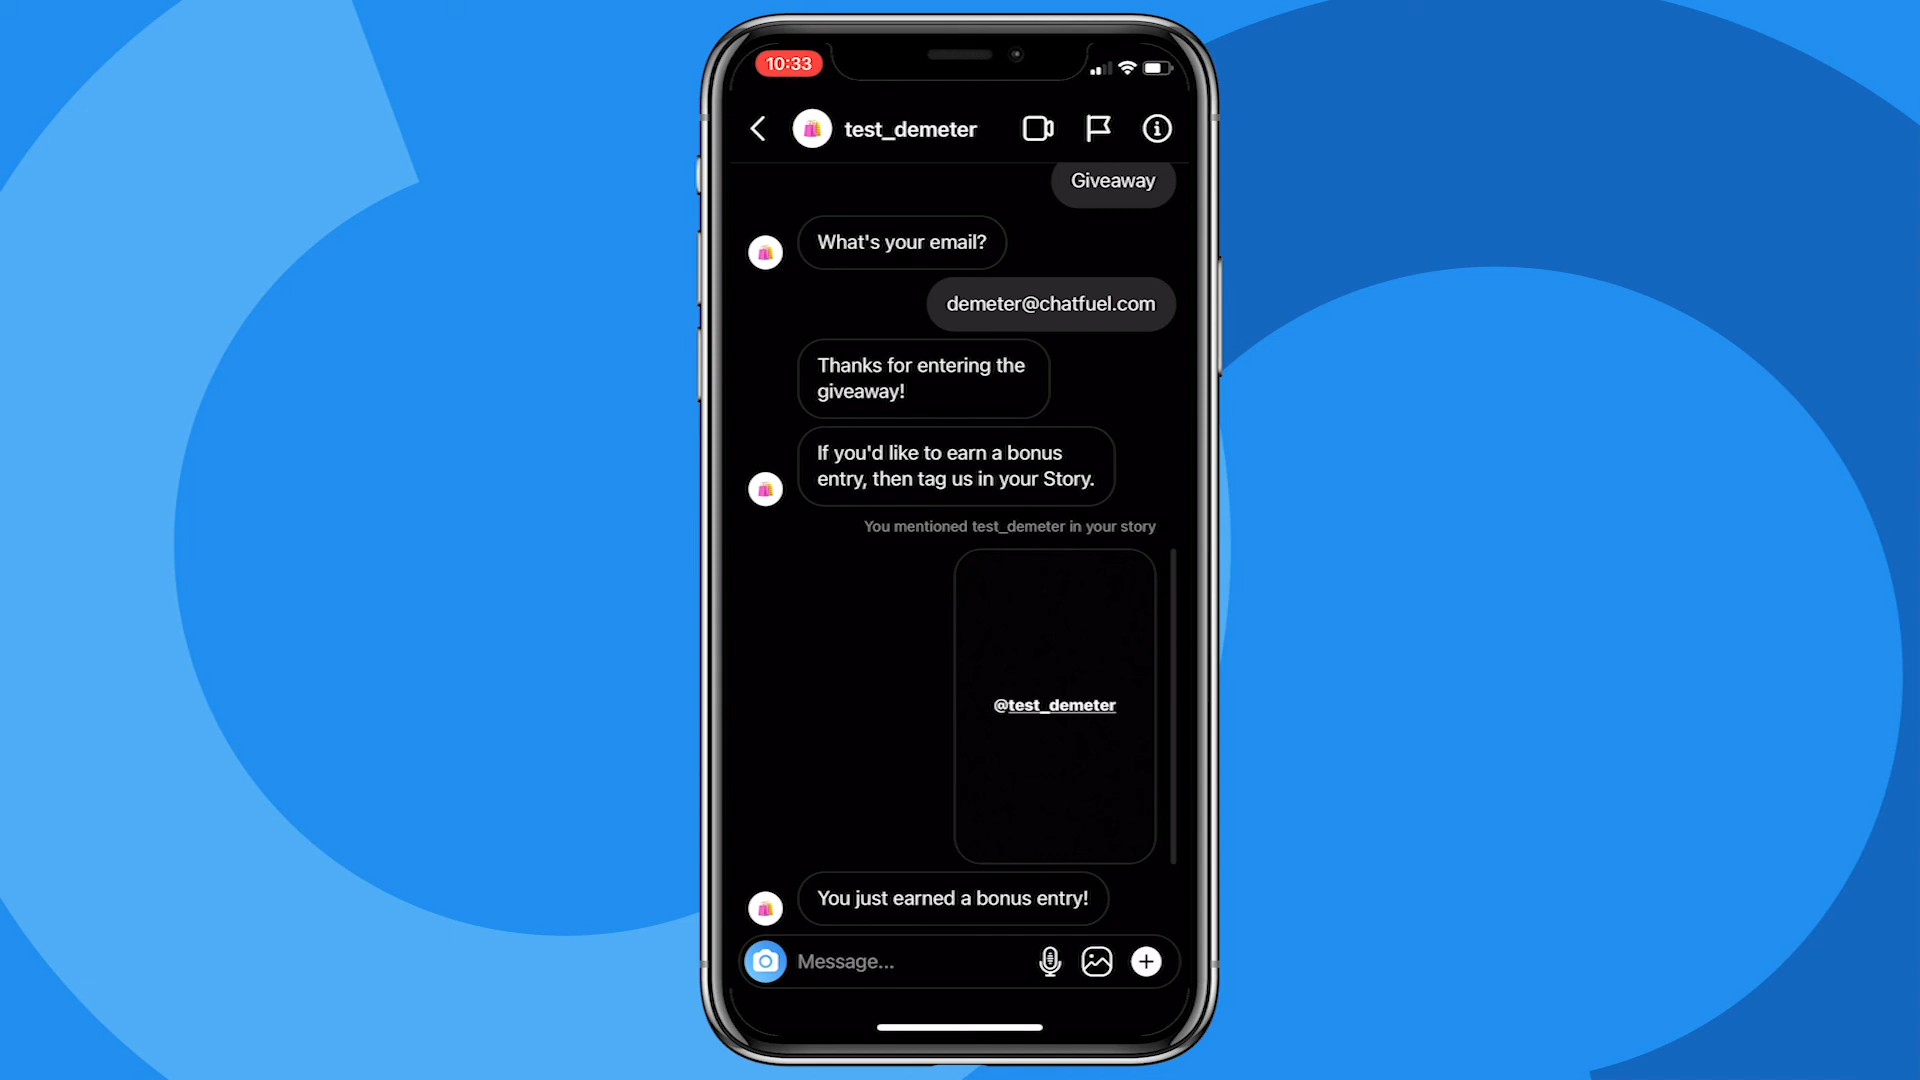 10:33
test_demeter
Giveaway
What's your email?
demeter@chatfuel.com
Thanks for entering the
giveaway!
If you'd like to earn a bonus
entry, then tag us in your Story.
You mentioned test_demeter in your story
@test_demeter
You just earned a bonus entry!
Message...